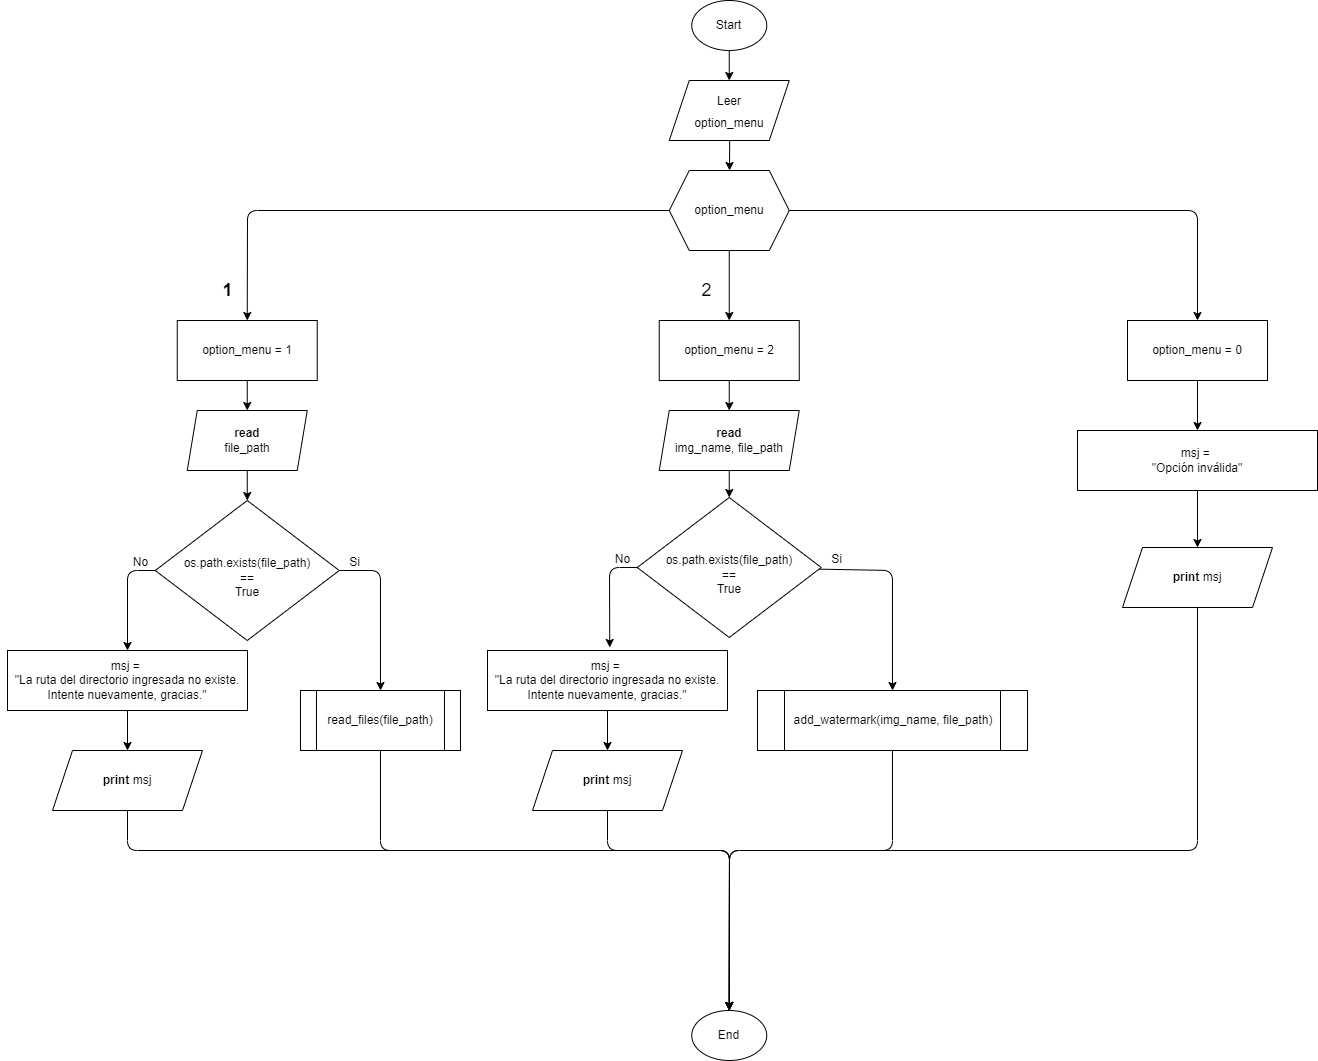 Start
Leer
option_menu
option_menu
1
2
option_menu = 1
option_menu = 2
option_menu = 0
read
file_path
read
img_name, file_path
msj =
"Opción inválida"
No
os.path.exists(file_path)
==
True
Si
No
os.path.exists(file_path)
==
True
Si
print msj
msj =
"La ruta del directorio ingresada no existe.
Intente nuevamente, gracias."
read_files(file_path)
msj =
"La ruta del directorio ingresada no existe.
Intente nuevamente, gracias."
add_watermark(img_name, file_path)
print msj
print msj
End